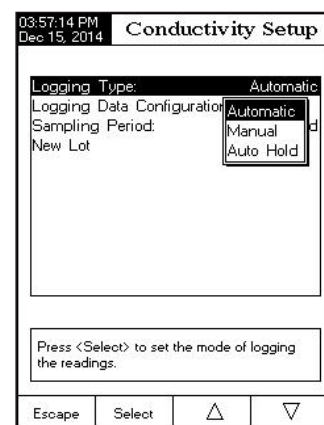 03:57:14 PM
Dec 15, 2014
Conductivity Setup
Logging Type: Automatic
Logging Data Configuration
Automatic
Sampling Period: d
Manual
New Lot
Auto Hold
Press <Select> to set the mode of logging
the readings.
Escape Select △ ▽